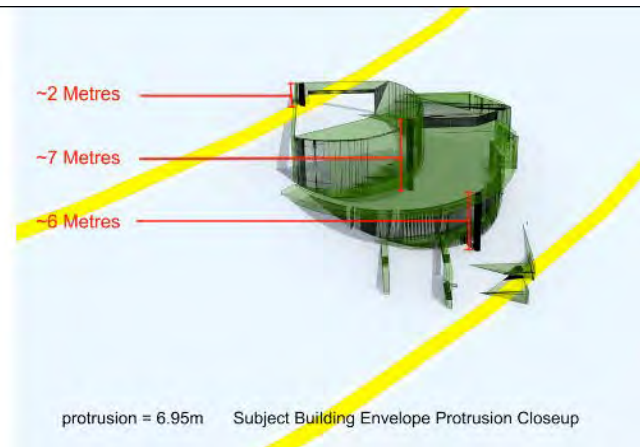 ~2 Metres
~7 Metres
~6 Metres
protrusion = 6.95m Subject Building Envelope Protrusion Closeup